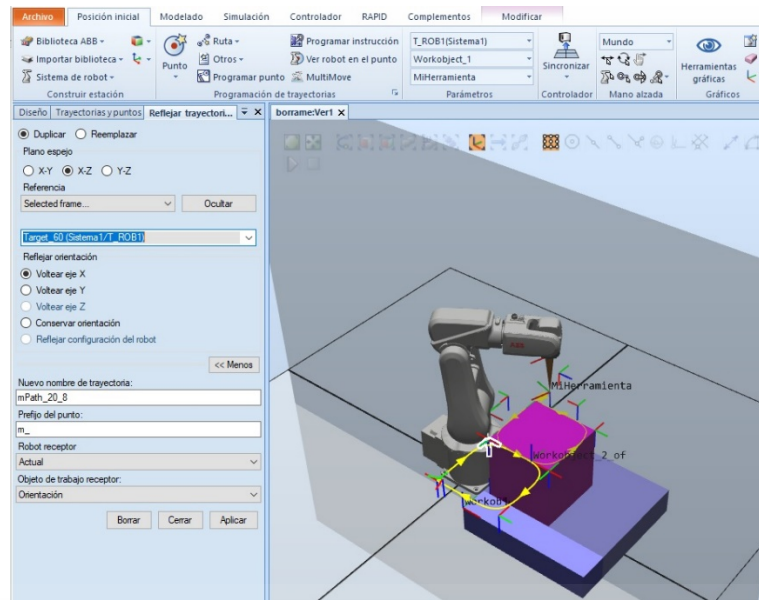 Archivo Posición inicial Modelado Simulación Controlador RAPID Complementos Modificar
Biblioteca ABB
Importar biblioteca
Sistema de robot
Construir estación
Punto
Ruta
Otros
Programar punto
Programar instrucción
Ver robot en el punto
MultiMove
Programación de trayectorias
T_ROB1(Sistema1)
Workobject_1
MiHerramienta
Parámetros
Sincronizar
Controlador
Mundo
Mano alzada
Herramientas
gráficas
Gráficos
Diseño Trayectorias y puntos Reflejar trayectori...
borrame:Ver1
Duplicar Reemplazar
Plano espejo
X-Y X-Z Y-Z
Referencia
Selected frame... Ocultar
Target_60 (Sistema1/T_ROB1)
Reflejar orientación
Voltear eje X
Voltear eje Y
Voltear eje Z
Conservar orientación
Reflejar configuración del robot
<< Menos
Nuevo nombre de trayectoria:
mPath_20_8
Prefijo del punto:
m_
Robot receptor
Actual
Objeto de trabajo receptor:
Orientación
Borrar Cerrar Aplicar
ABB
MiHerramienta
Workobject_2_of